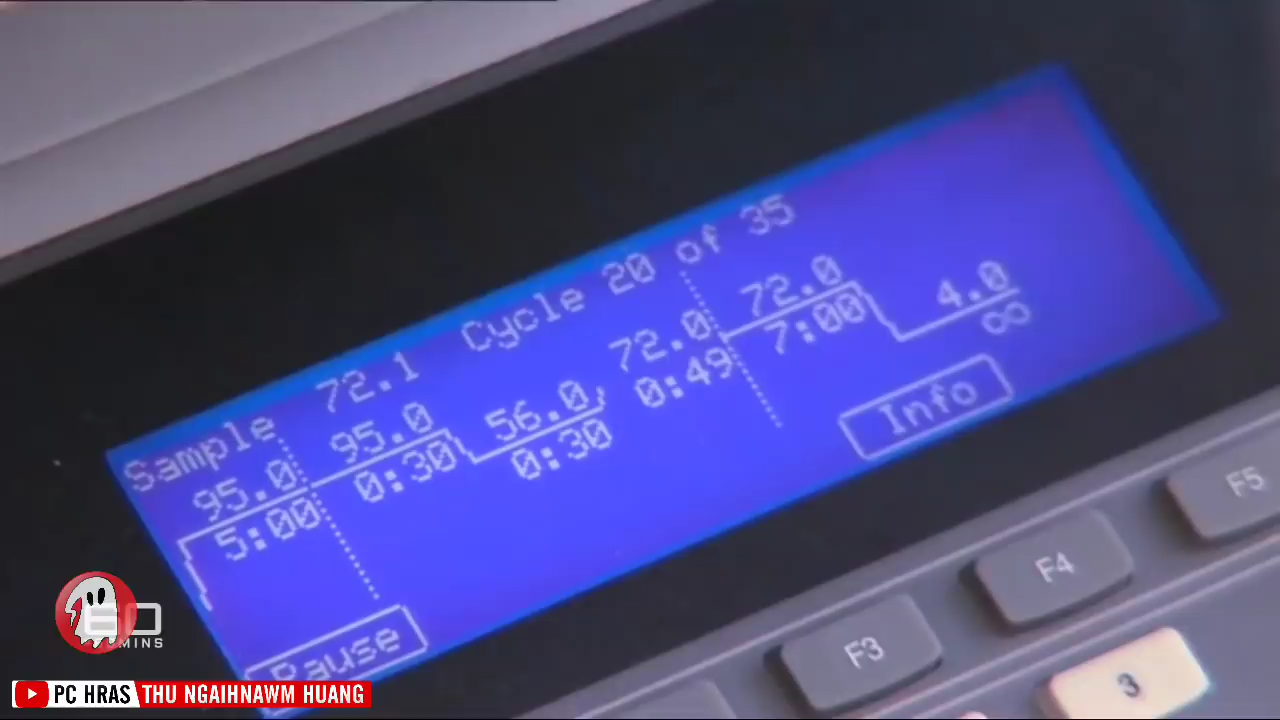 Sample 72.1 Cycle 20 of 35
95.0 95.0 56.0 72.0 72.0 4.0
5:00 0:30 0:30 0:49 7:00 ∞
Pause Info
F3 F4 F5
3
60
MINS
PC HRAS THU NGAIHNAWM HUANG